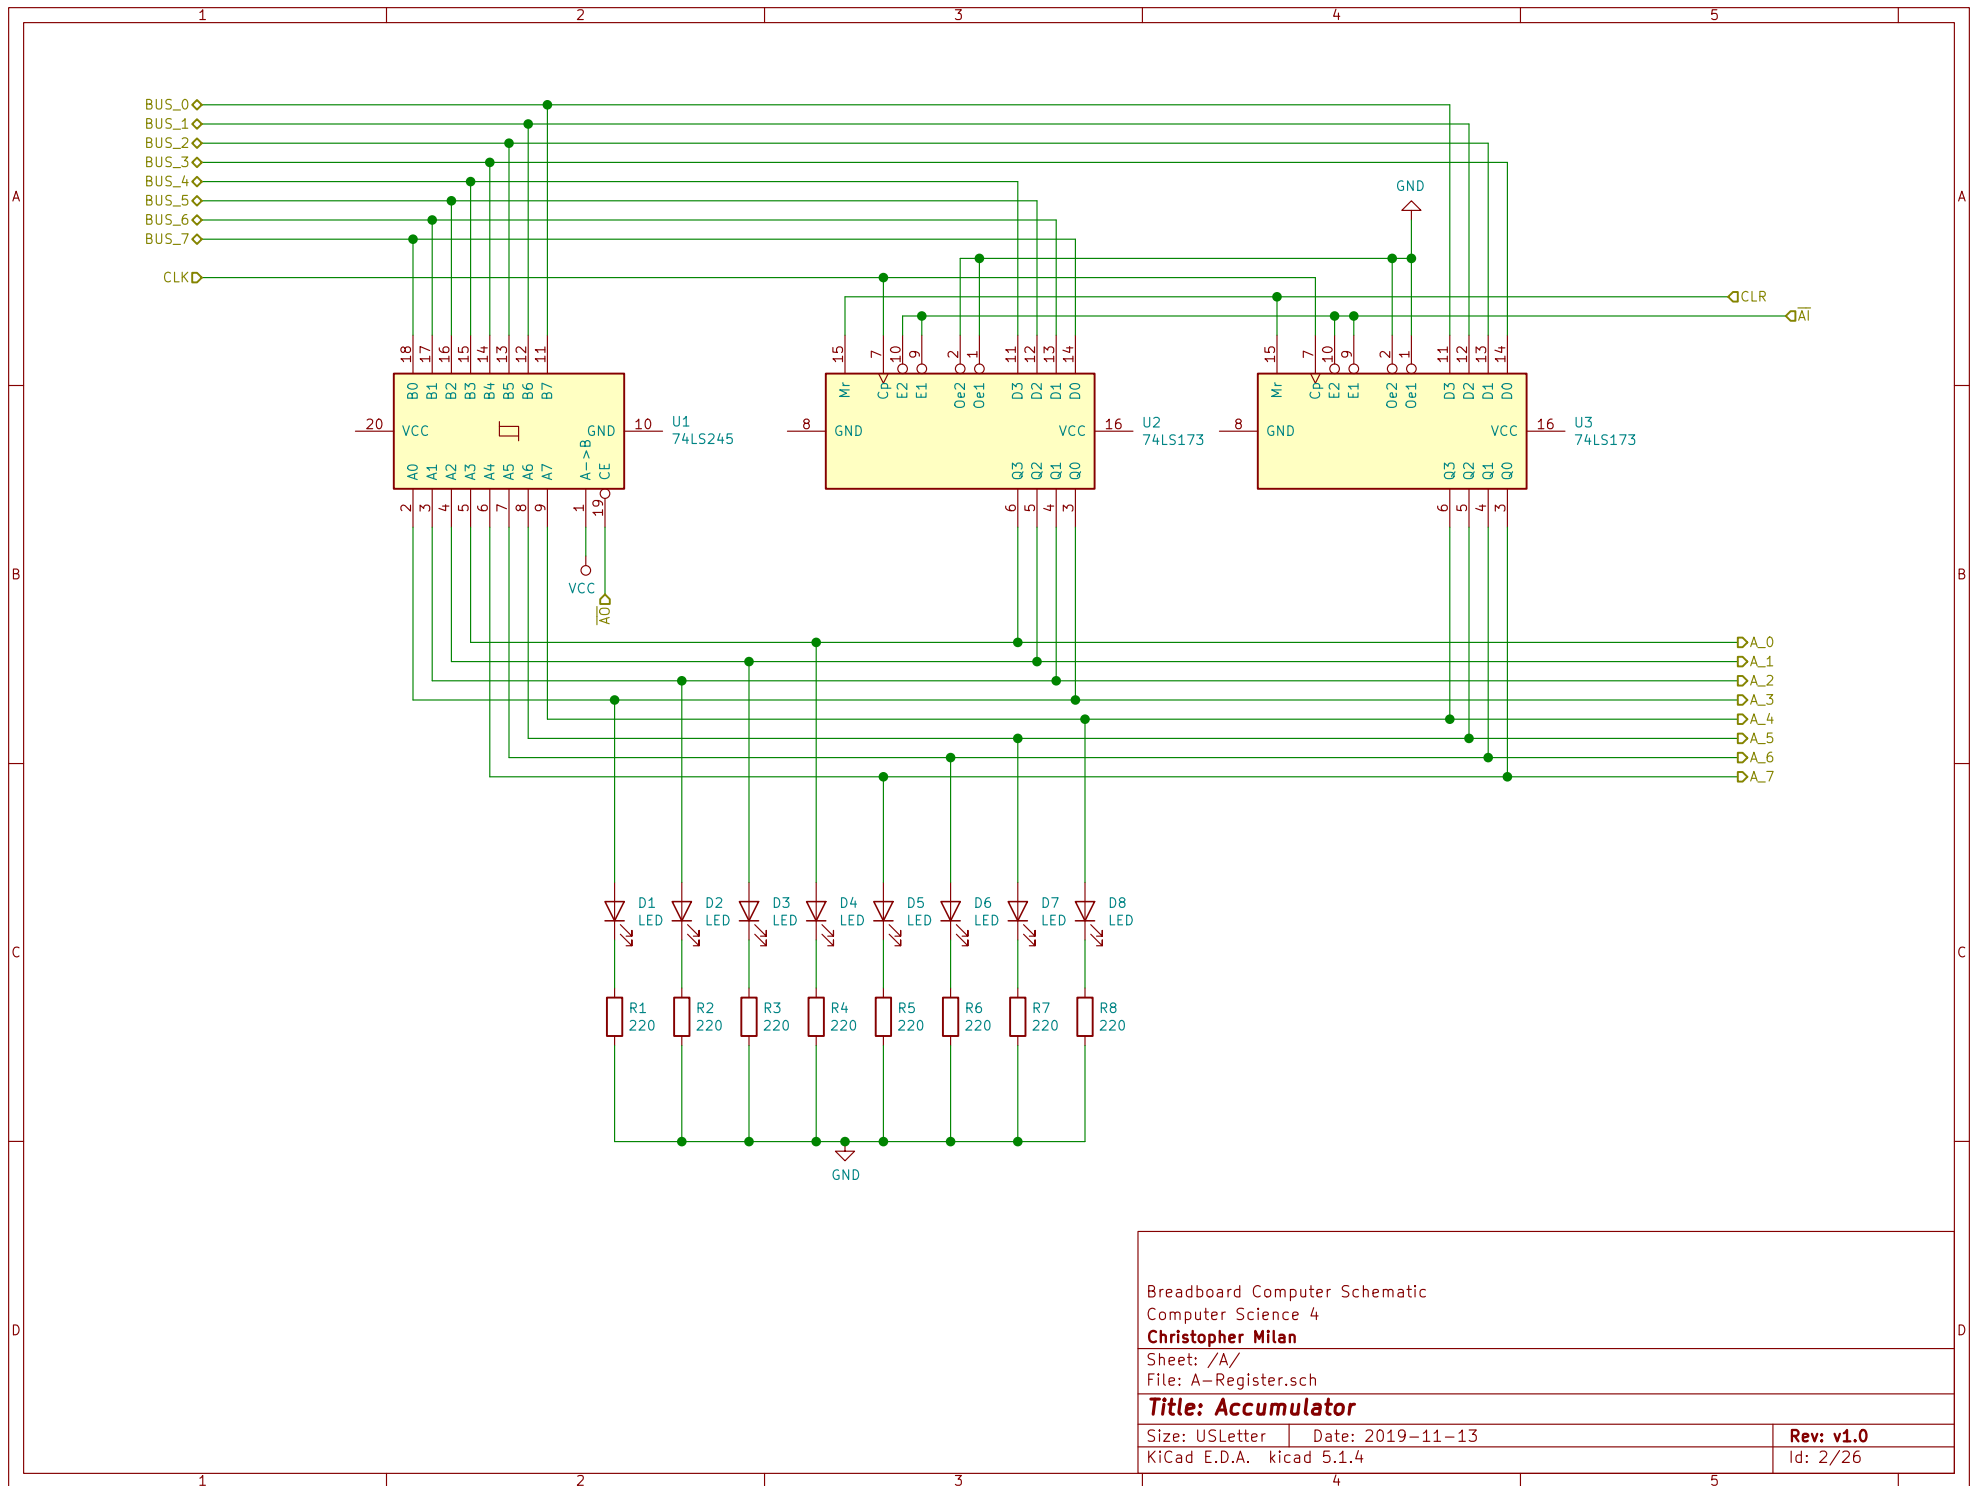 1 2 3 4 5
BUS_0
BUS_1
BUS_2
BUS_3
BUS_4
BUS_5
BUS_6
BUS_7
CLK
GND
CLR
AI
A A
18 17 16 15 14 13 12 11
15 7 10 9 2 1 11 12 13 14
15 7 10 9 2 1 11 12 13 14
B0 B1 B2 B3 B4 B5 B6 B7
Mr Cp E2 E1 Oe2 Oe1 D3 D2 D1 D0
Mr Cp E2 E1 Oe2 Oe1 D3 D2 D1 D0
20 VCC GND 10
U1
74LS245
8 GND VCC 16
U2
74LS173
8 GND VCC 16
U3
74LS173
A0 A1 A2 A3 A4 A5 A6 A7 A->B CE
Q3 Q2 Q1 Q0
Q3 Q2 Q1 Q0
2 3 4 5 6 7 8 9 1 19
6 5 4 3
6 5 4 3
VCC
AO
B B
A_0
A_1
A_2
A_3
A_4
A_5
A_6
A_7
D1 D2 D3 D4 D5 D6 D7 D8
LED LED LED LED LED LED LED LED
C C
R1 R2 R3 R4 R5 R6 R7 R8
220 220 220 220 220 220 220 220
GND
D D
Breadboard Computer Schematic
Computer Science 4
Christopher Milan
Sheet: /A/
File: A-Register.sch
Title: Accumulator
Size: USLetter Date: 2019-11-13 Rev: v1.0
KiCad E.D.A. kicad 5.1.4 Id: 2/26
1 2 3 4 5